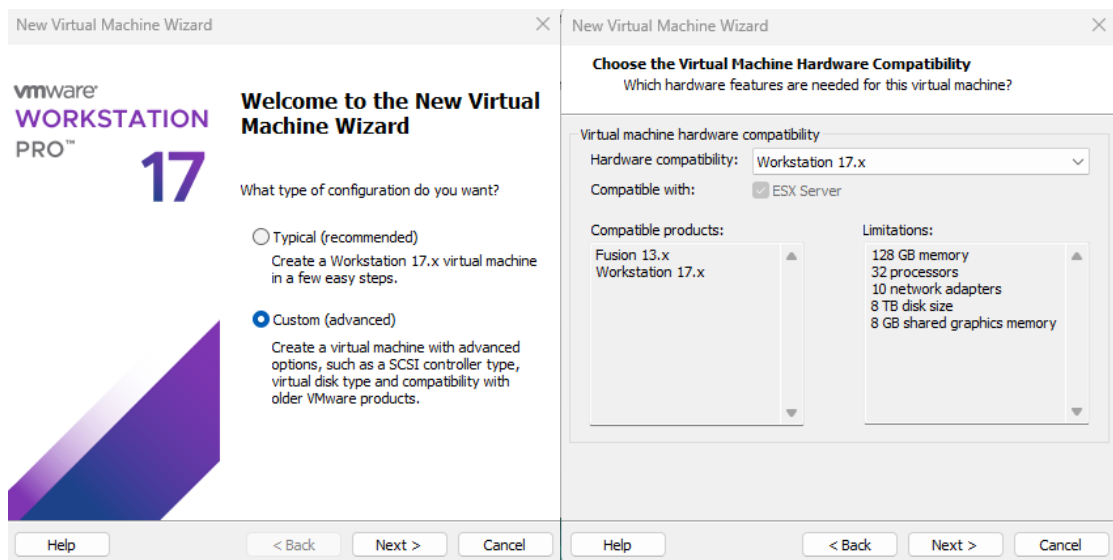 New Virtual Machine Wizard
vmware®
WORKSTATION
PRO™
17
Welcome to the New Virtual
Machine Wizard
What type of configuration do you want?
Typical (recommended)
Create a Workstation 17.x virtual machine
in a few easy steps.
Custom (advanced)
Create a virtual machine with advanced
options, such as a SCSI controller type,
virtual disk type and compatibility with
older VMware products.
Help
< Back
Next >
Cancel
New Virtual Machine Wizard
Choose the Virtual Machine Hardware Compatibility
Which hardware features are needed for this virtual machine?
Virtual machine hardware compatibility
Hardware compatibility:
Workstation 17.x
Compatible with:
ESX Server
Compatible products:
Fusion 13.x
Workstation 17.x
Limitations:
128 GB memory
32 processors
10 network adapters
8 TB disk size
8 GB shared graphics memory
Help
< Back
Next >
Cancel